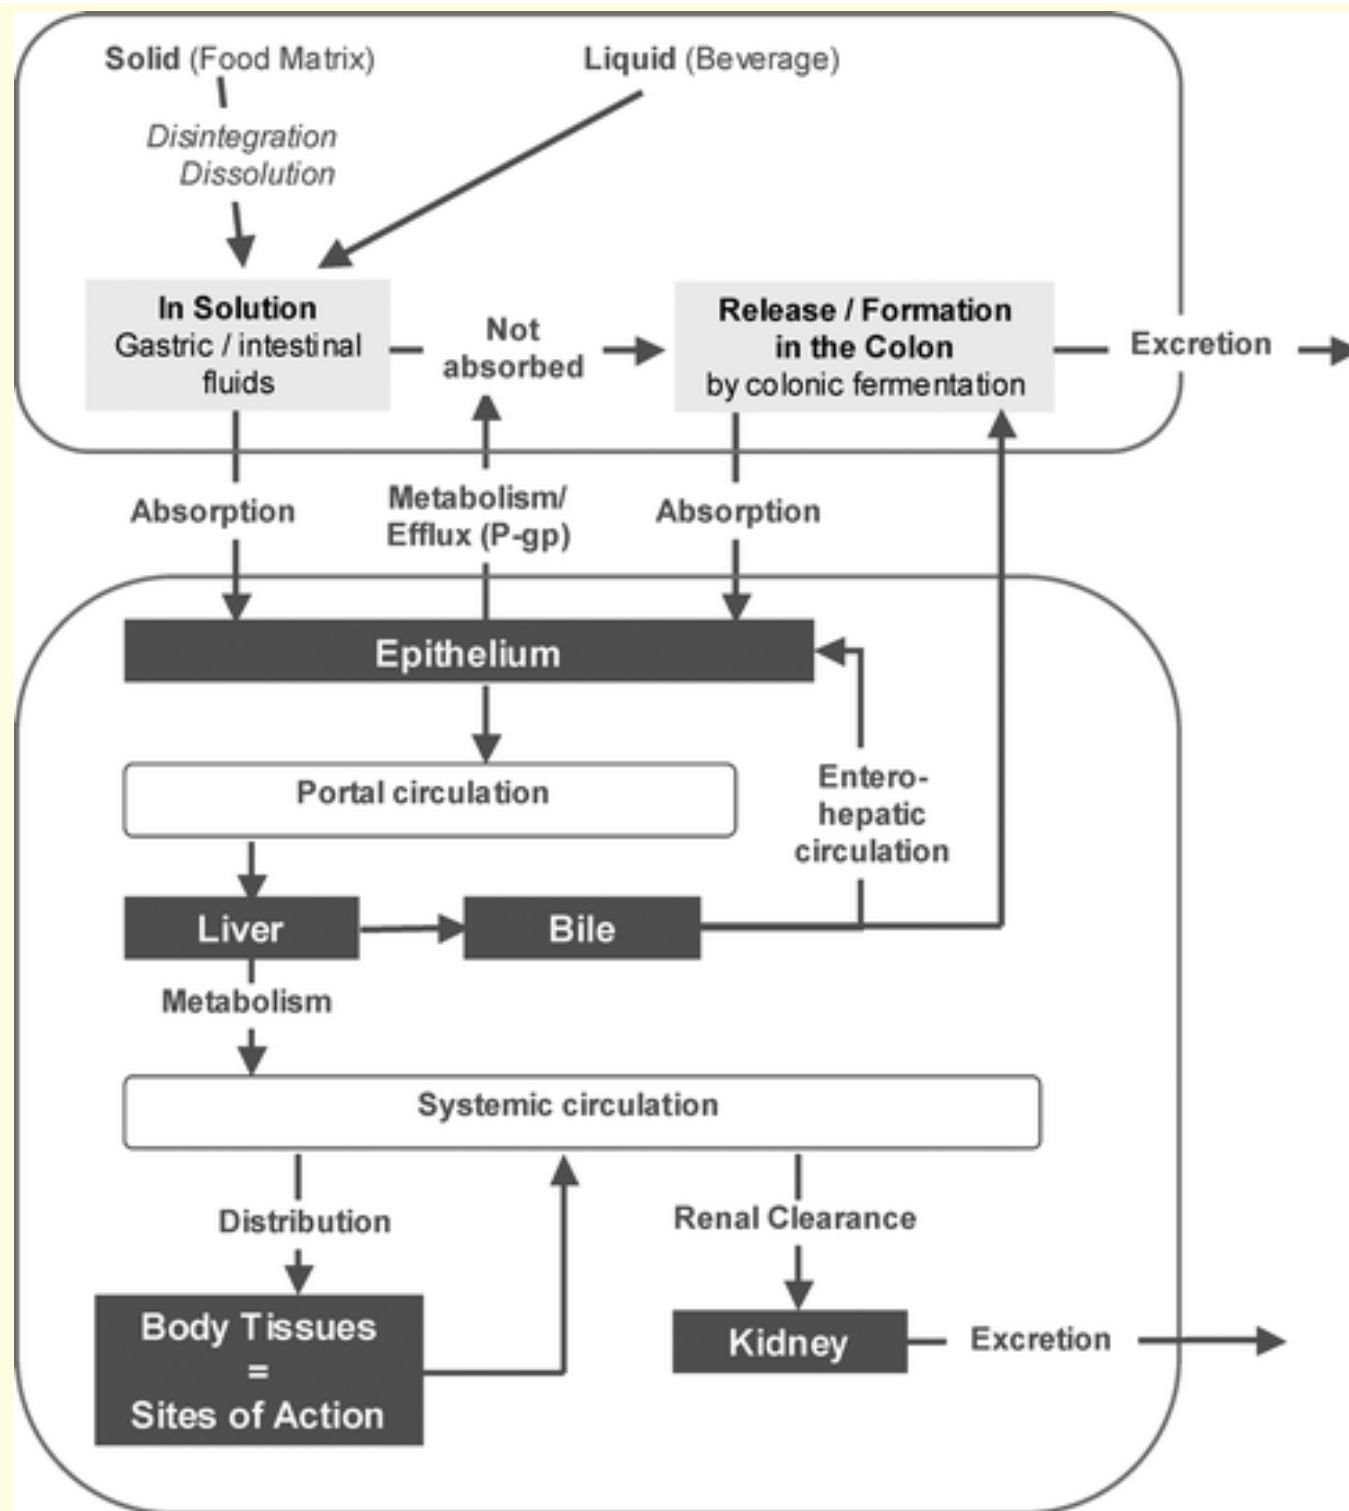 Solid (Food Matrix)
Liquid (Beverage)
Disintegration
Dissolution
In Solution
Gastric / intestinal
fluids
Not
absorbed
Release / Formation
in the Colon
by colonic fermentation
Excretion
Absorption
Metabolism/
Efflux (P-gp)
Absorption
Epithelium
Portal circulation
Entero-
hepatic
circulation
Liver
Bile
Metabolism
Systemic circulation
Distribution
Renal Clearance
Body Tissues
=
Sites of Action
Kidney
Excretion